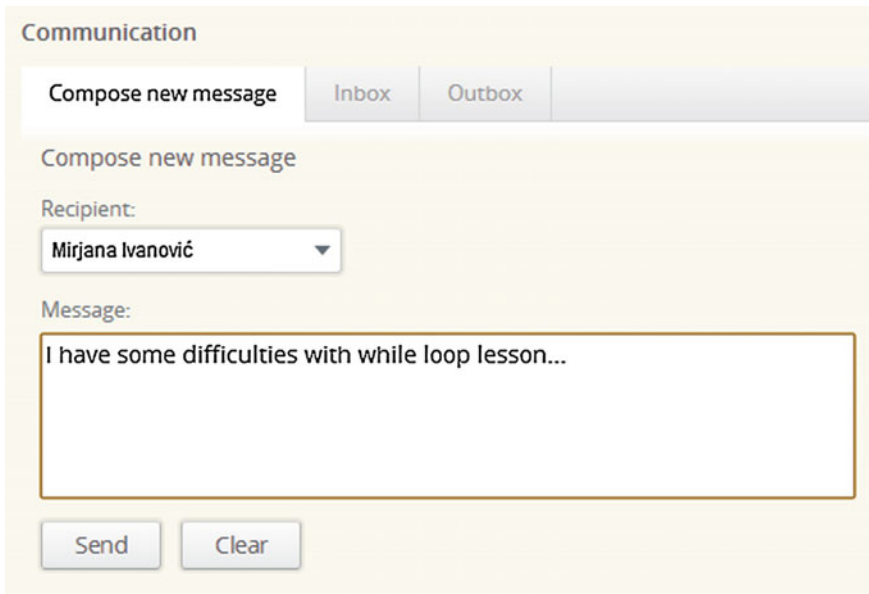 Communication
Compose new message Inbox Outbox
Compose new message
Recipient:
Mirjana Ivanović
Message:
I have some difficulties with while loop lesson...
Send Clear